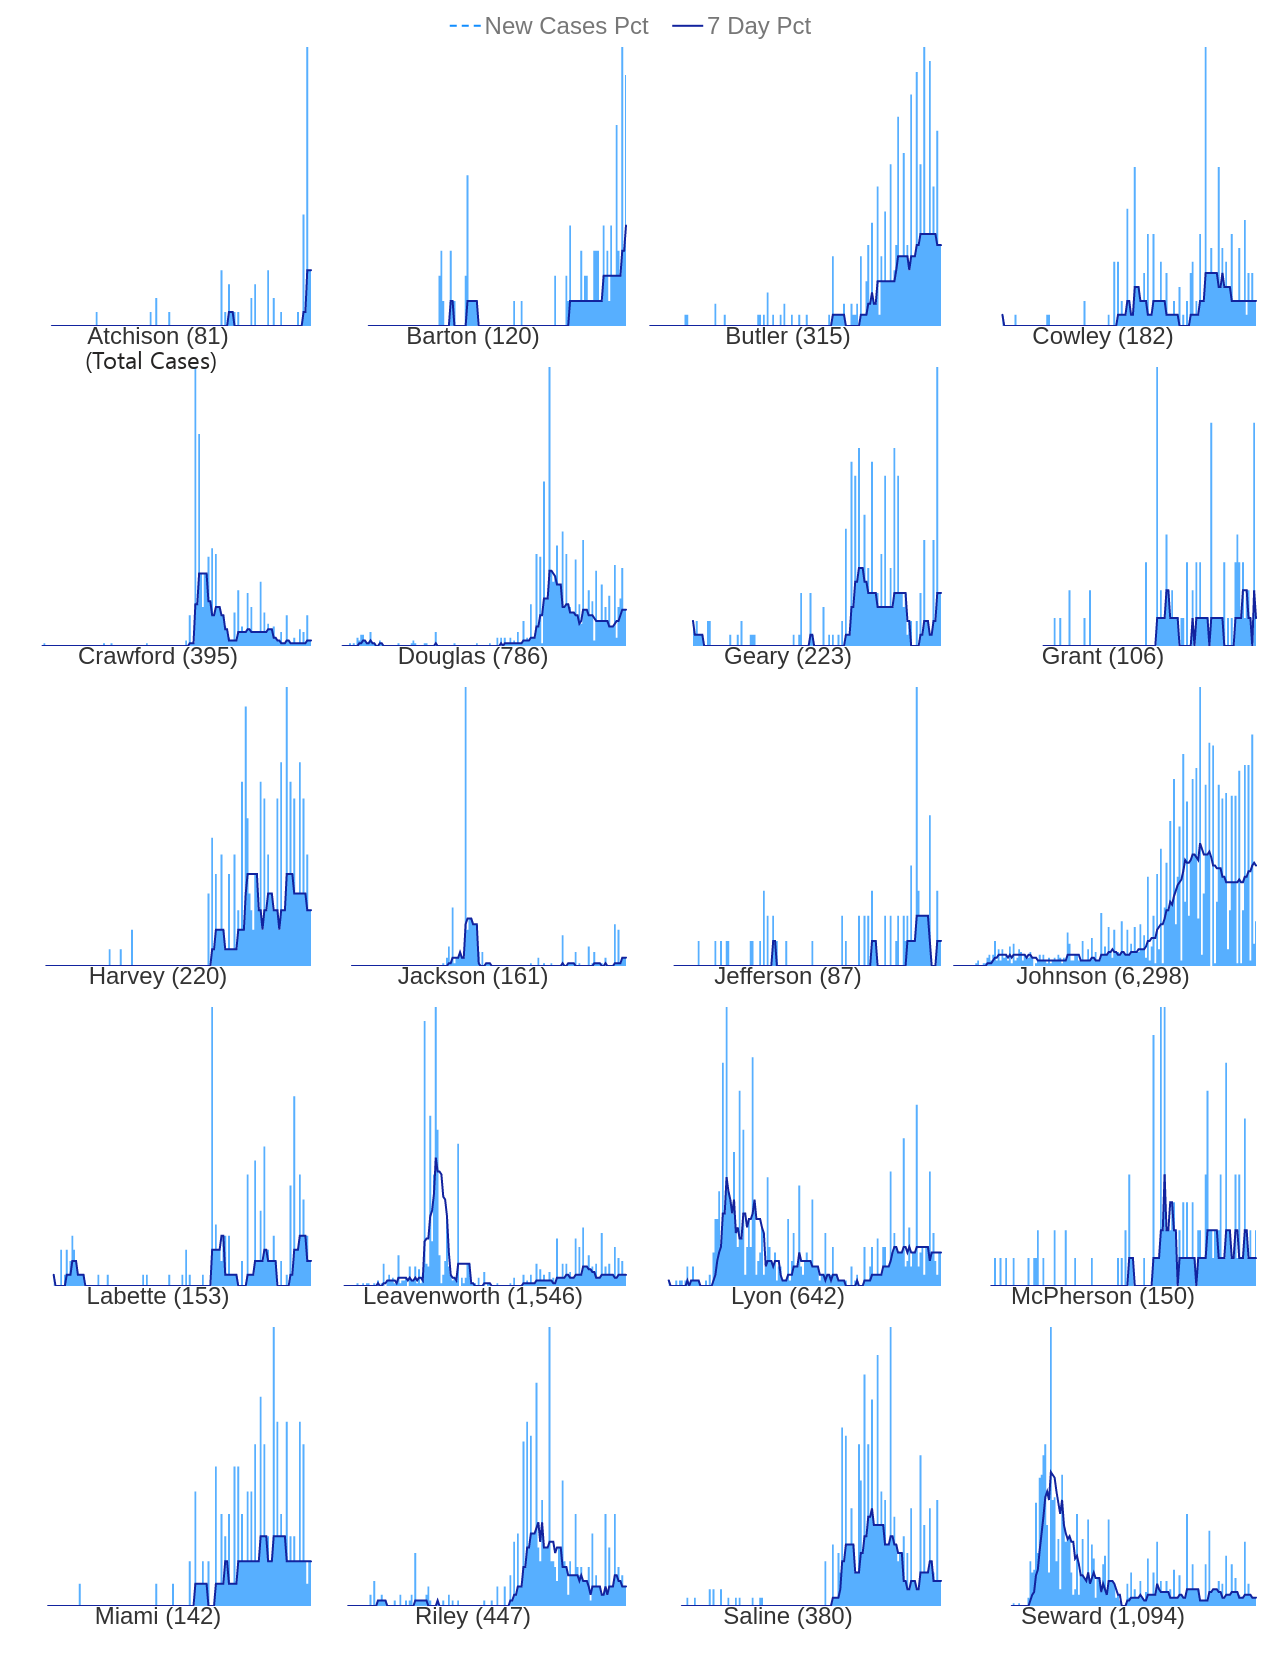 New Cases Pct 7 Day Pct
Atchison (81) Barton (120) Butler (315) Cowley (182)
(Total Cases)
Crawford (395) Douglas (786) Geary (223) Grant (106)
Harvey (220) Jackson (161) Jefferson (87) Johnson (6,298)
Labette (153) Leavenworth (1,546) Lyon (642) McPherson (150)
Miami (142) Riley (447) Saline (380) Seward (1,094)